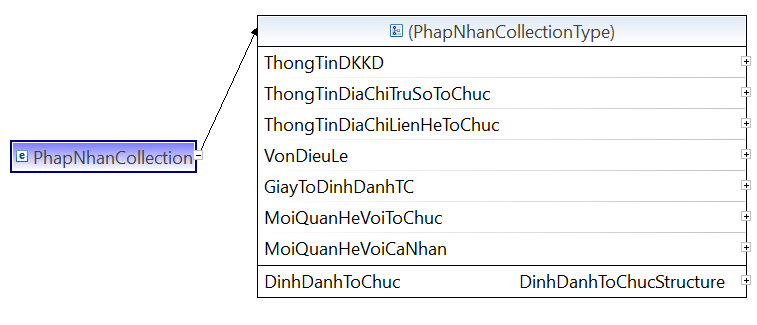 (PhapNhanCollectionType)
ThongTinDKKD
ThongTinDiaChiTruSoToChuc
ThongTinDiaChiLienHeToChuc
PhapNhanCollection
VonDieuLe
GiayToDinhDanhTC
MoiQuanHeVoiToChuc
MoiQuanHeVoiCaNhan
DinhDanhToChuc DinhDanhToChucStructure